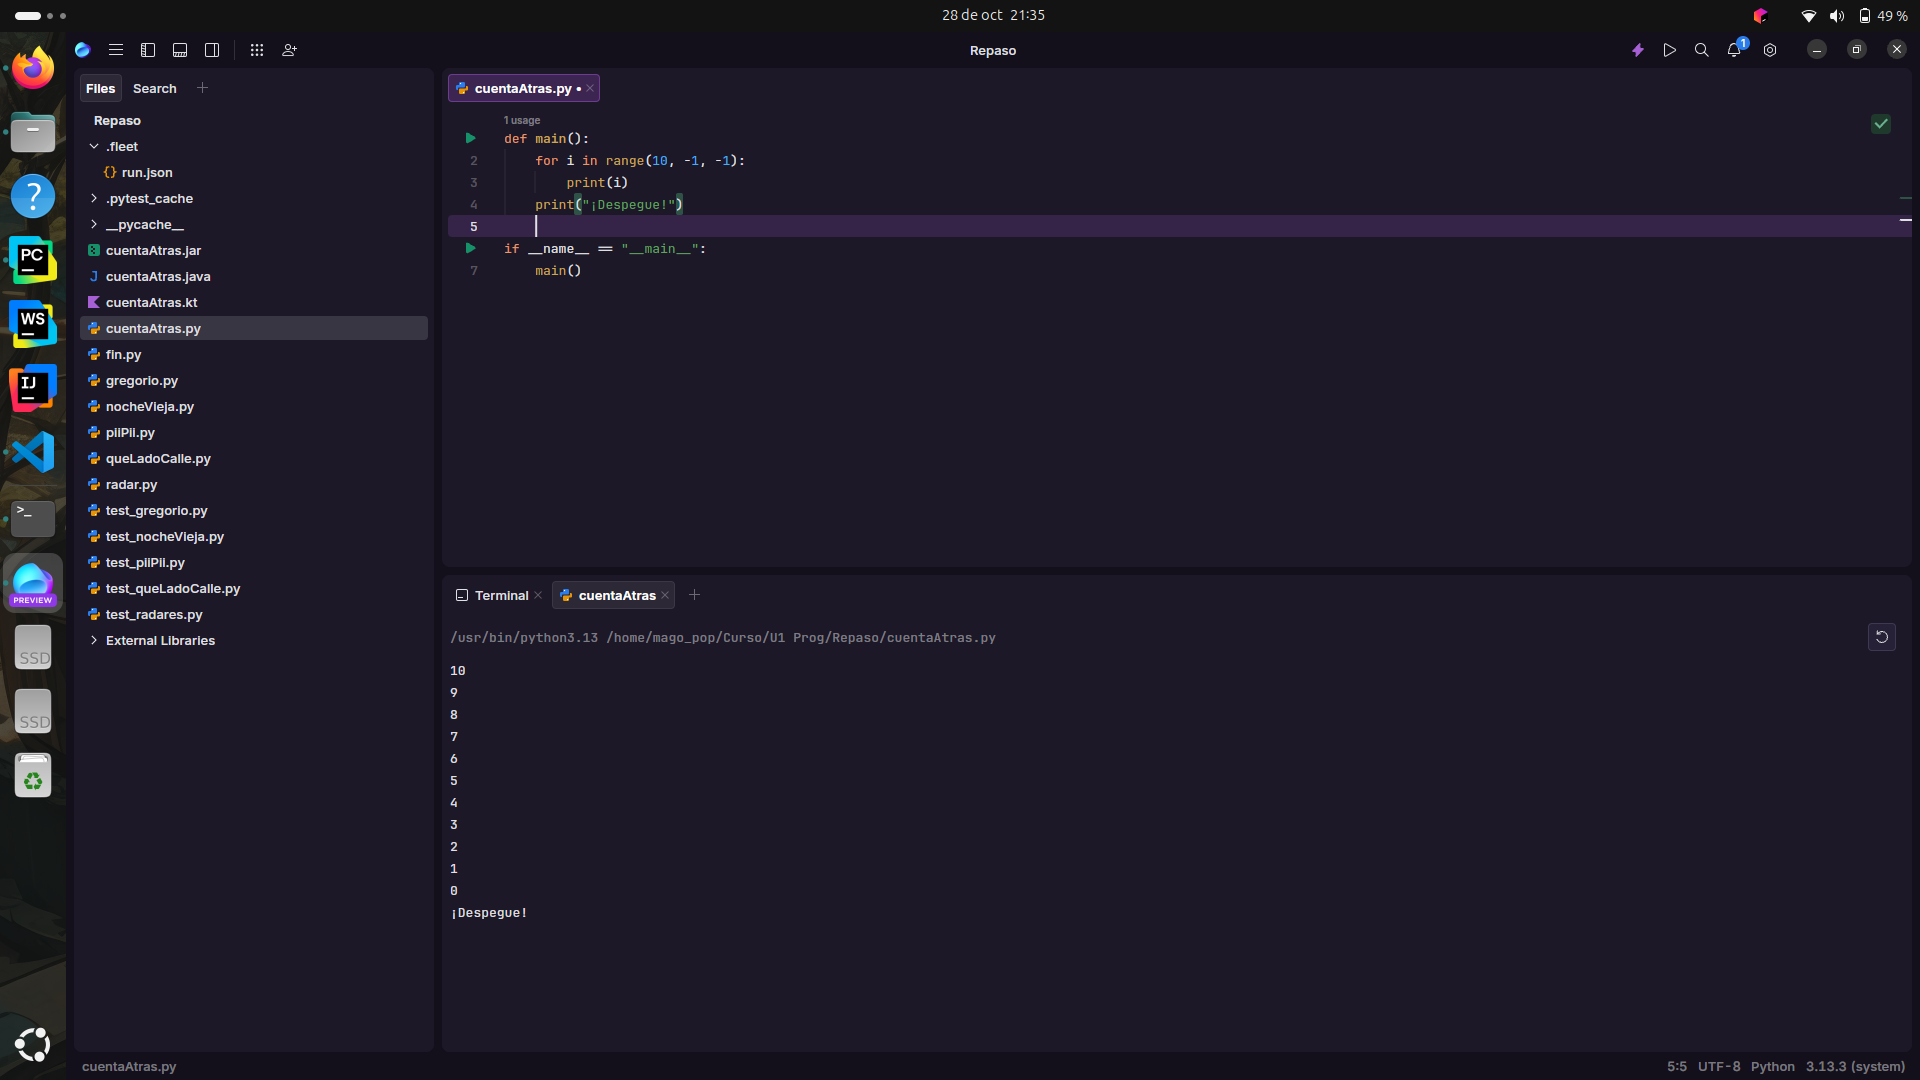 28 de oct 21:35
49 %
Repaso
1
Files Search
Repaso
.fleet
{} run.json
.pytest_cache
__pycache__
cuentaAtras.jar
J cuentaAtras.java
cuentaAtras.kt
cuentaAtras.py
fin.py
gregorio.py
nocheVieja.py
piiPii.py
queLadoCalle.py
radar.py
test_gregorio.py
test_nocheVieja.py
test_piiPii.py
test_queLadoCalle.py
test_radares.py
External Libraries
PC
WS
IJ
>_
PREVIEW
SSD
SSD
cuentaAtras.py •
1 usage
def main():
2 for i in range(10, -1, -1):
3 print(i)
4 print("¡Despegue!")
5
if __name__ == "__main__":
7 main()
Terminal cuentaAtras
/usr/bin/python3.13 /home/mago_pop/Curso/U1 Prog/Repaso/cuentaAtras.py
10
9
8
7
6
5
4
3
2
1
0
¡Despegue!
cuentaAtras.py
5:5 UTF-8 Python 3.13.3 (system)